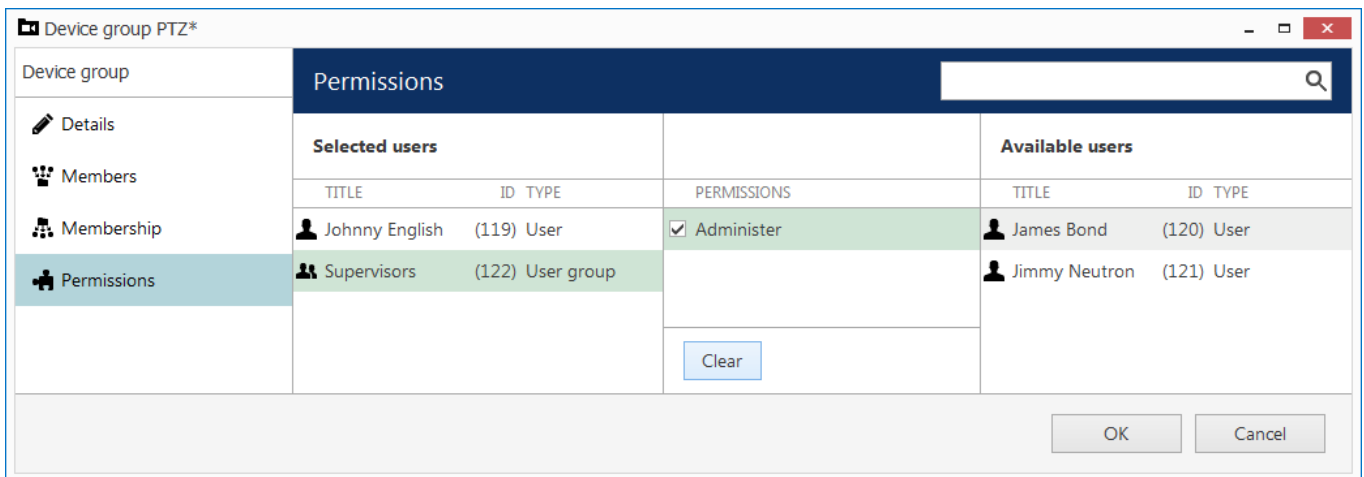 Device group PTZ*
Device group
Permissions
Details
Members
Membership
Permissions
Selected users
Available users
TITLE ID TYPE PERMISSIONS TITLE ID TYPE
Johnny English (119) User Administer James Bond (120) User
Supervisors (122) User group Jimmy Neutron (121) User
Clear
OK Cancel